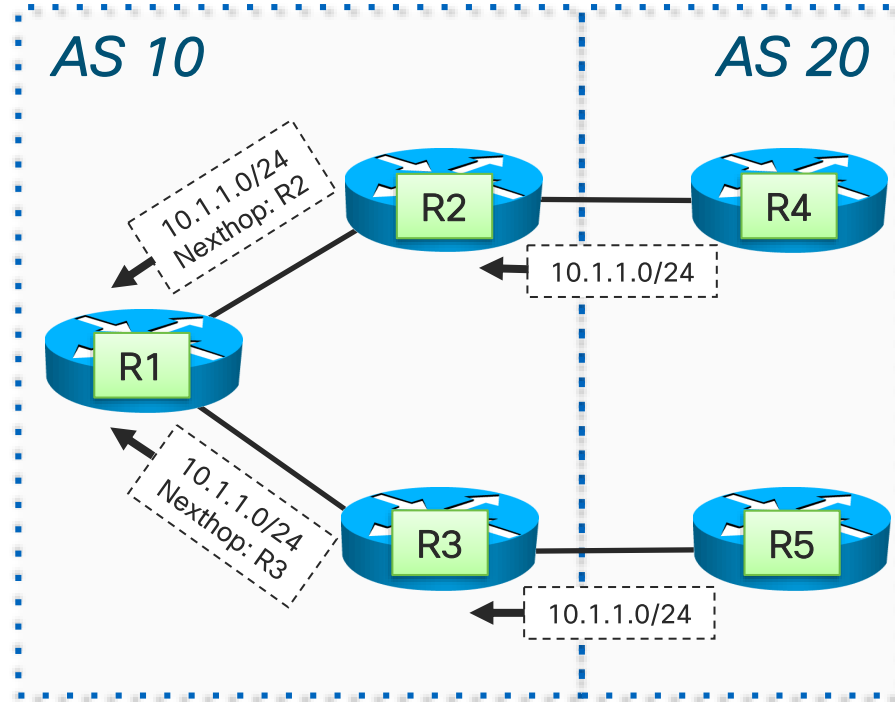 AS 10
AS 20
10.1.1.0/24
Nexthop: R2
R2
R4
10.1.1.0/24
R1
10.1.1.0/24
Nexthop: R3
R3
R5
10.1.1.0/24